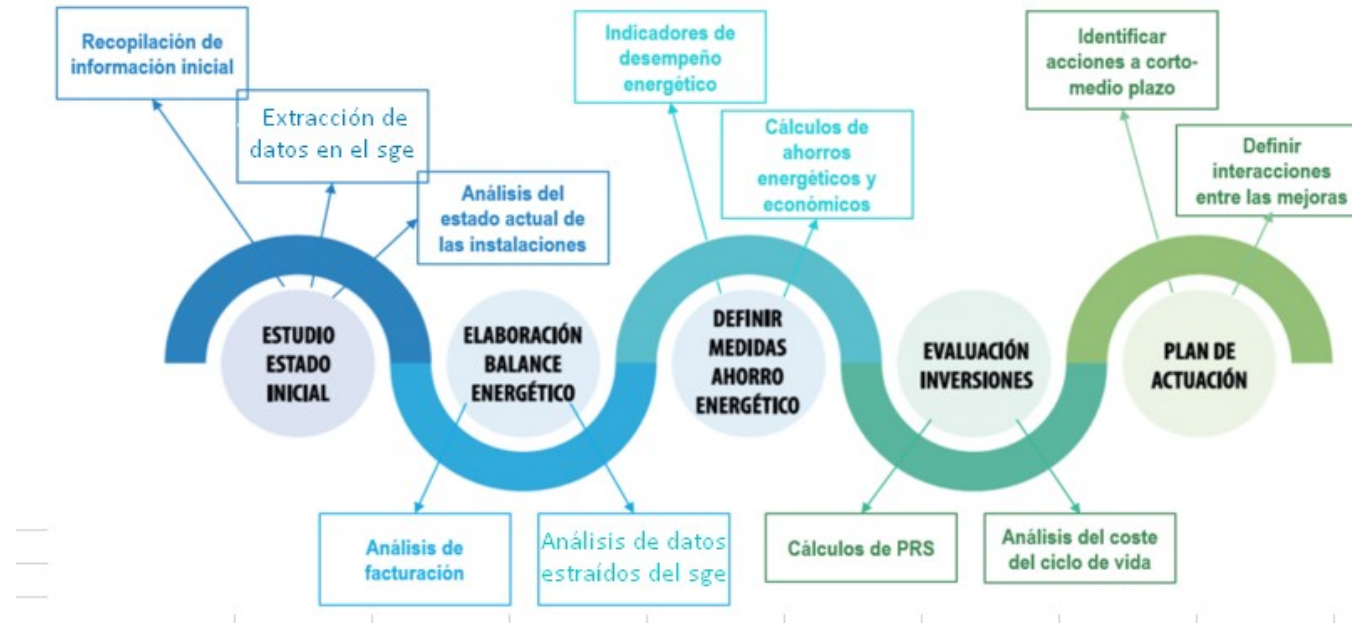 Recopilación de
información inicial
Extracción de
datos en el sge
Análisis del
estado actual de
las instalaciones
Indicadores de
desempeño
energético
Cálculos de
ahorros
energéticos y
económicos
Identificar
acciones a corto-
medio plazo
Definir
interacciones
entre las mejoras
ESTUDIO
ESTADO
INICIAL
ELABORACIÓN
BALANCE
ENERGÉTICO
DEFINIR
MEDIDAS
AHORRO
ENERGÉTICO
EVALUACIÓN
INVERSIONES
PLAN DE
ACTUACIÓN
Análisis de
facturación
Análisis de datos
estraídos del sge
Cálculos de PRS
Análisis del coste
del ciclo de vida